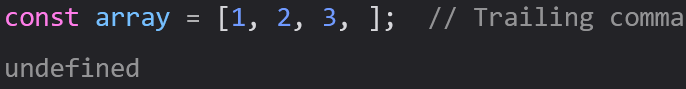 const array = [1, 2, 3, ];  // Trailing comma
undefined